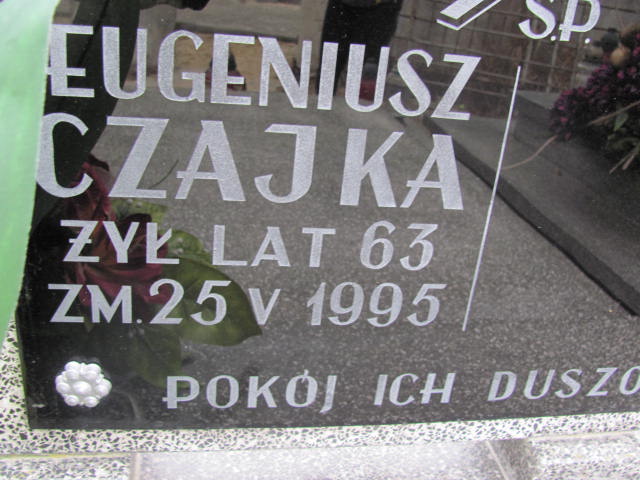 Ś.P
EUGENIUSZ
CZAJKA
ŻYŁ LAT 63
ZM. 25 V 1995
POKÓJ ICH DUSZO